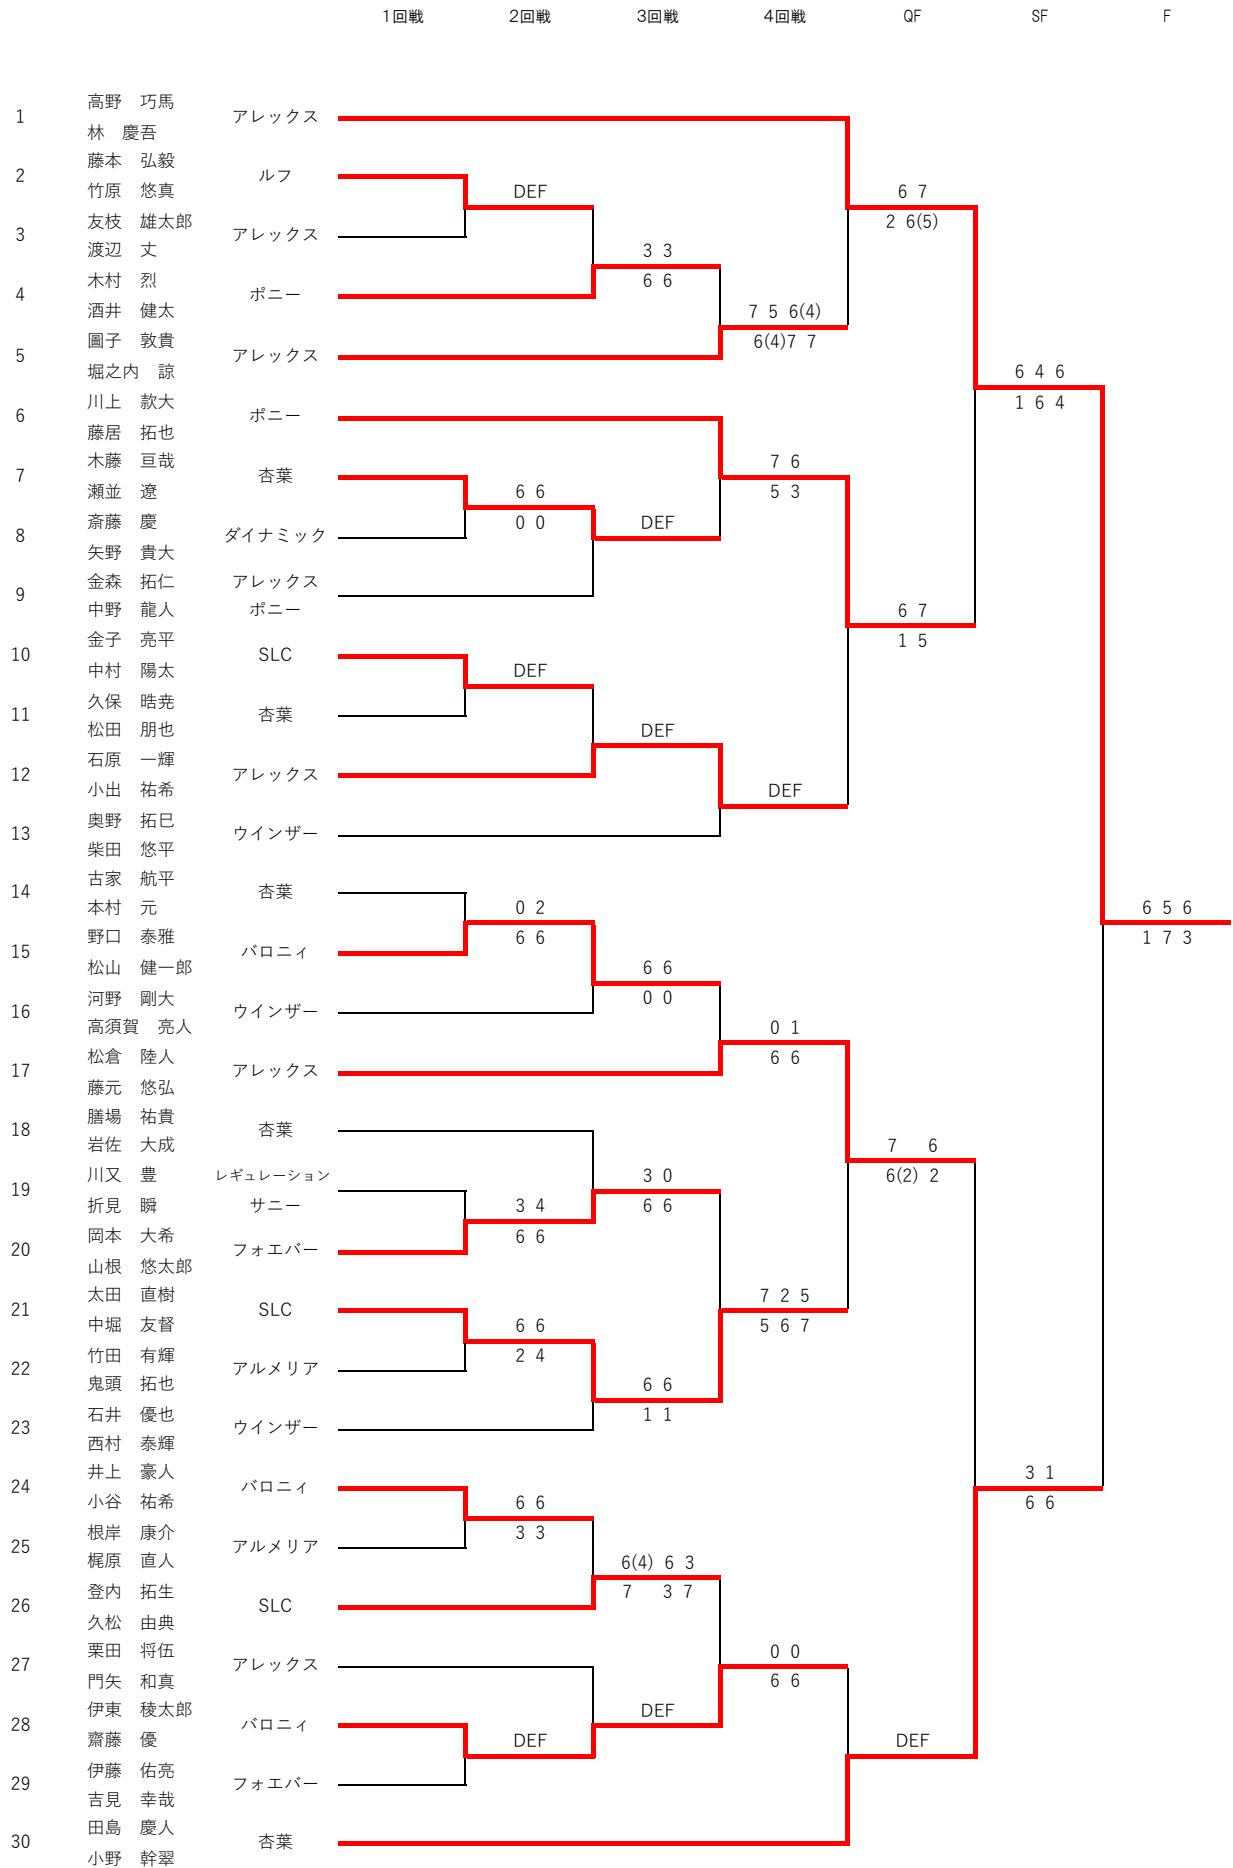 1回戦 2回戦 3回戦 4回戦 QF SF F
高野 巧馬
1 アレックス
林 慶吾
藤本 弘毅
2 ルフ
竹原 悠真 DEF 6 7
友枝 雄太郎 2 6(5)
3 アレックス
渡辺 丈 3 3
木村 烈 6 6
4 ポニー
酒井 健太 7 5 6(4)
圖子 敦貴 6(4)7 7
5 アレックス
堀之内 諒 6 4 6
川上 款大 1 6 4
6 ポニー
藤居 拓也
木藤 亘哉 7 6
7 杏葉
瀬並 遼 6 6 5 3
斎藤 慶 0 0 DEF
8 ダイナミック
矢野 貴大
金森 拓仁 アレックス
9
中野 龍人 ポニー 6 7
金子 亮平 1 5
10 SLC
中村 陽太 DEF
久保 晧尭
11 杏葉
松田 朋也 DEF
石原 一輝
12 アレックス
小出 祐希 DEF
奥野 拓巳
13 ウインザー
柴田 悠平
古家 航平
14 杏葉
本村 元 0 2 6 5 6
野口 泰雅 6 6 1 7 3
15 バロニィ
松山 健一郎 6 6
河野 剛大 0 0
16 ウインザー
高須賀 亮人 0 1
松倉 陸人 6 6
17 アレックス
藤元 悠弘
膳場 祐貴
18 杏葉
岩佐 大成 7 6
川又 豊 レギュレーション 3 0 6(2) 2
19
折見 瞬 サニー 3 4 6 6
岡本 大希 6 6
20 フォエバー
山根 悠太郎
太田 直樹 7 2 5
21 SLC
中堀 友督 6 6 5 6 7
竹田 有輝 2 4
22 アルメリア
鬼頭 拓也 6 6
石井 優也 1 1
23 ウインザー
西村 泰輝
井上 豪人 3 1
24 バロニィ
小谷 祐希 6 6 6 6
根岸 康介 3 3
25 アルメリア
梶原 直人 6(4) 6 3
登内 拓生 7 3 7
26 SLC
久松 由典
栗田 将伍 0 0
27 アレックス
門矢 和真 6 6
伊東 稜太郎 DEF
28 バロニィ
齋藤 優 DEF DEF
伊藤 佑亮
29 フォエバー
吉見 幸哉
田島 慶人
30 杏葉
小野 幹翠